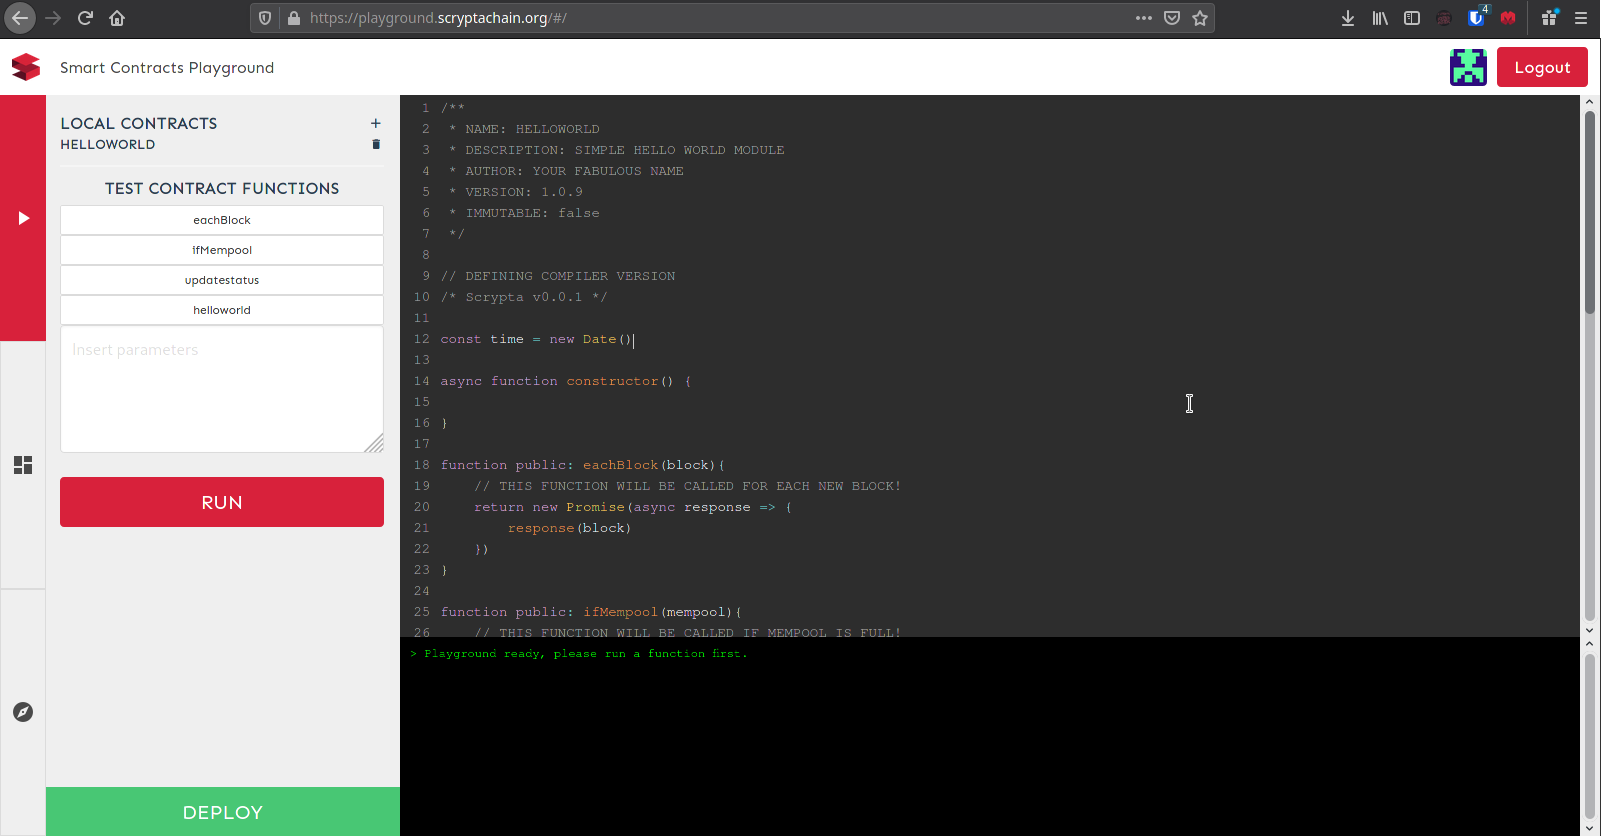 https://playground.scryptachain.org/#/
4
Smart Contracts Playground
Logout
LOCAL CONTRACTS +
HELLOWORLD
TEST CONTRACT FUNCTIONS
eachBlock
ifMempool
updatestatus
helloworld
Insert parameters
RUN
DEPLOY
1 /**
2 * NAME: HELLOWORLD
3 * DESCRIPTION: SIMPLE HELLO WORLD MODULE
4 * AUTHOR: YOUR FABULOUS NAME
5 * VERSION: 1.0.9
6 * IMMUTABLE: false
7 */
8
9 // DEFINING COMPILER VERSION
10 /* Scrypta v0.0.1 */
11
12 const time = new Date()
13
14 async function constructor() {
15
16 }
17
18 function public: eachBlock(block){
19 // THIS FUNCTION WILL BE CALLED FOR EACH NEW BLOCK!
20 return new Promise(async response => {
21 response(block)
22 })
23 }
24
25 function public: ifMempool(mempool){
26 // THIS FUNCTION WILL BE CALLED IF MEMPOOL IS FULL!
> Playground ready, please run a function first.